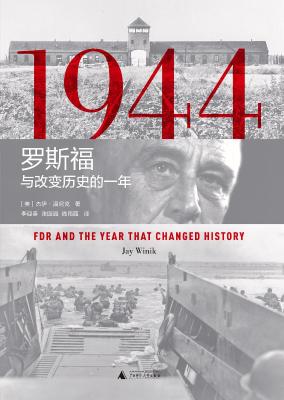 1944
罗斯福
与改变历史的一年
[美] 杰伊·温尼克 著
FDR AND THE YEAR THAT CHANGED HISTORY
Jay Winik